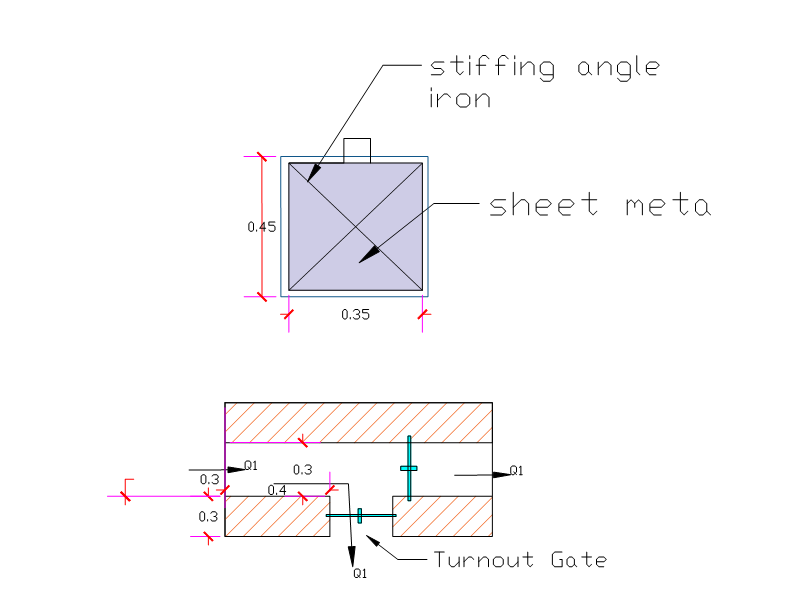 stiffing angle
iron
sheet meta
0.45
0.35
Q1
0.3
0.3
0.4
Q1
0.3
Turnout Gate
Q1